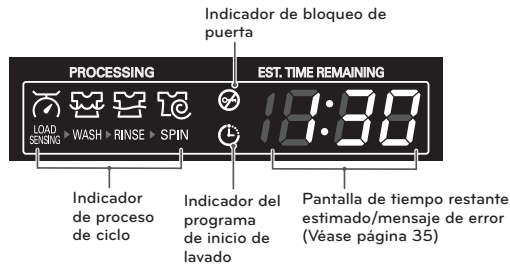 Indicador de bloqueo de
puerta
PROCESSING
EST. TIME REMAINING
1:30
LOAD
SENSING
WASH
RINSE
SPIN
Indicador
de proceso
de ciclo
Indicador del
programa
de inicio de
lavado
Pantalla de tiempo restante
estimado/mensaje de error
(Véase página 35)